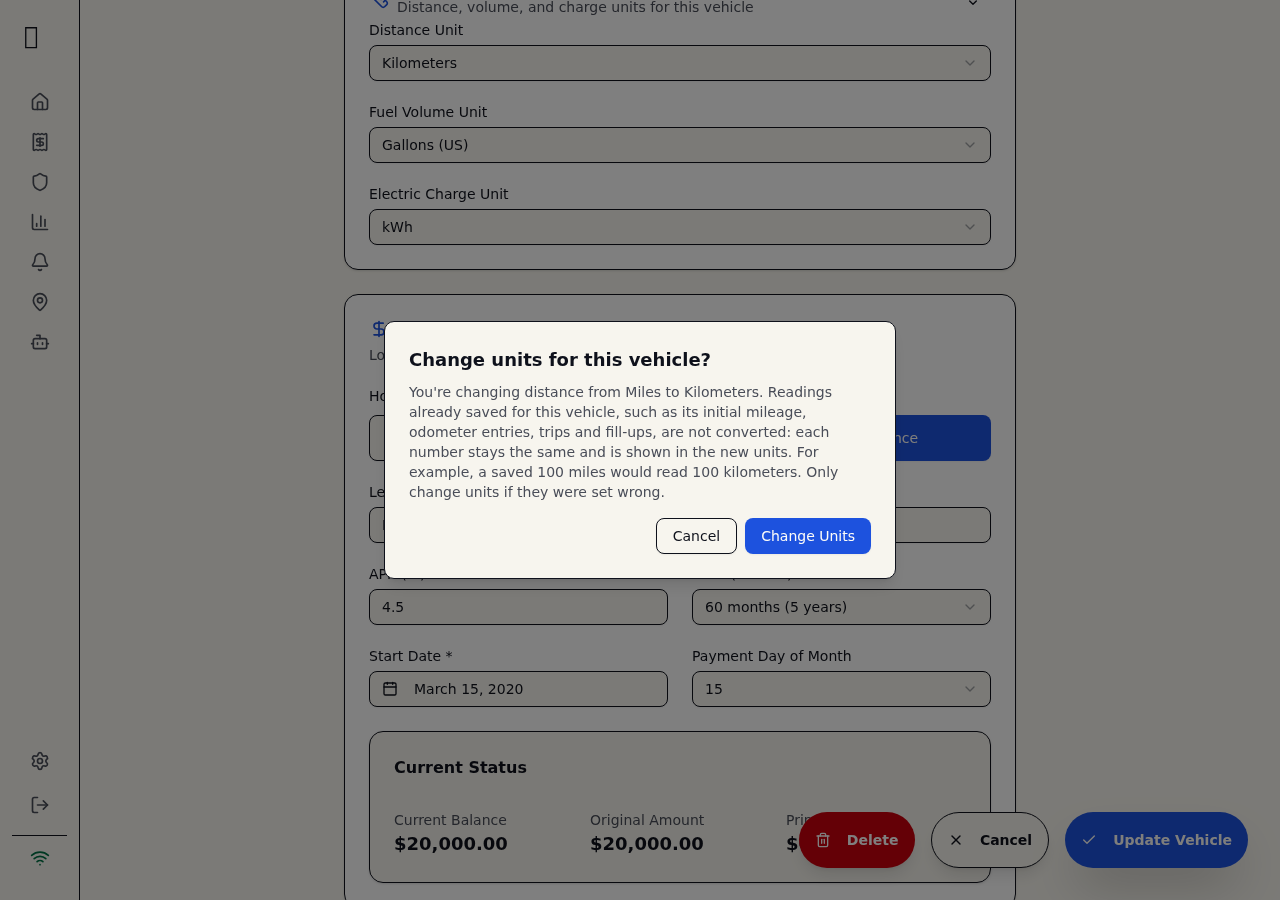 Distance, volume, and charge units for this vehicle
Distance Unit
Kilometers
Fuel Volume Unit
Gallons (US)
Electric Charge Unit
kWh
Change units for this vehicle?
You're changing distance from Miles to Kilometers. Readings
already saved for this vehicle, such as its initial mileage,
odometer entries, trips and fill-ups, are not converted: each
number stays the same and is shown in the new units. For
example, a saved 100 miles would read 100 kilometers. Only
change units if they were set wrong.
Cancel
Change Units
4.5
60 months (5 years)
Start Date *
Payment Day of Month
March 15, 2020
15
Current Status
Current Balance
Original Amount
$20,000.00
$20,000.00
Delete
Cancel
Update Vehicle